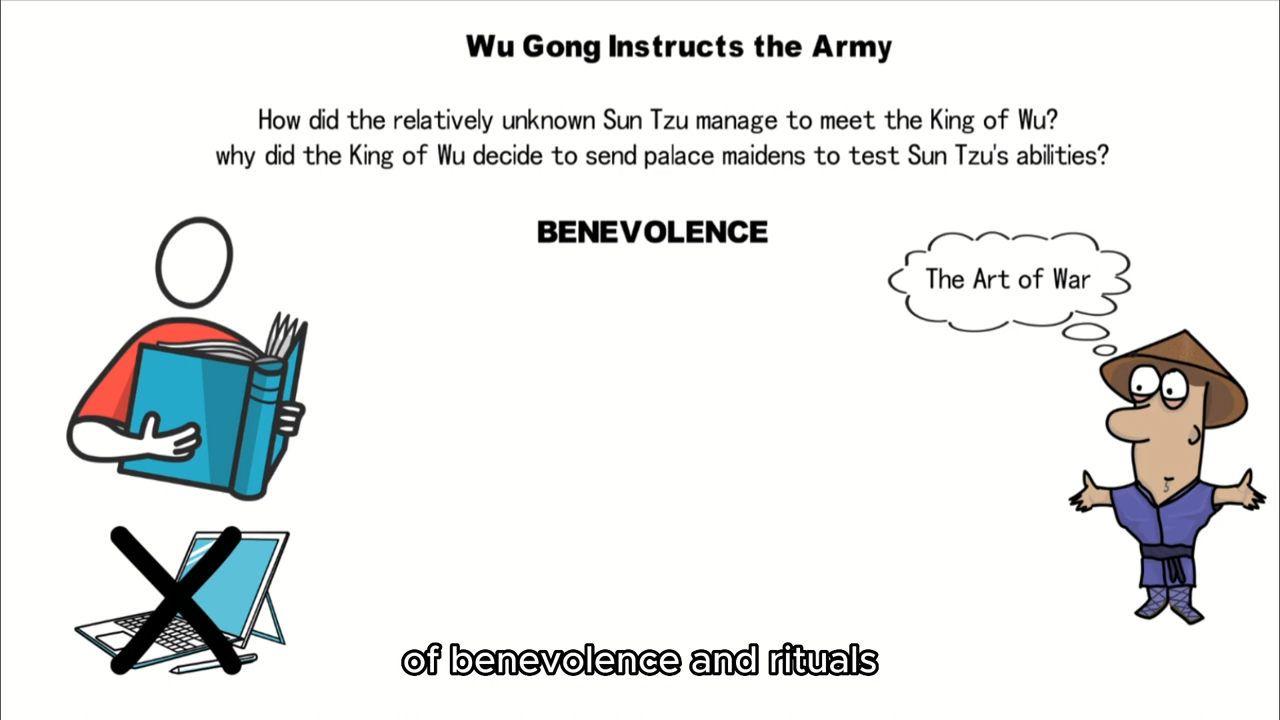 Wu Gong Instructs the Army
How did the relatively unknown Sun Tzu manage to meet the King of Wu?
why did the King of Wu decide to send palace maidens to test Sun Tzu's abilities?
BENEVOLENCE
The Art of War
of benevolence and rituals